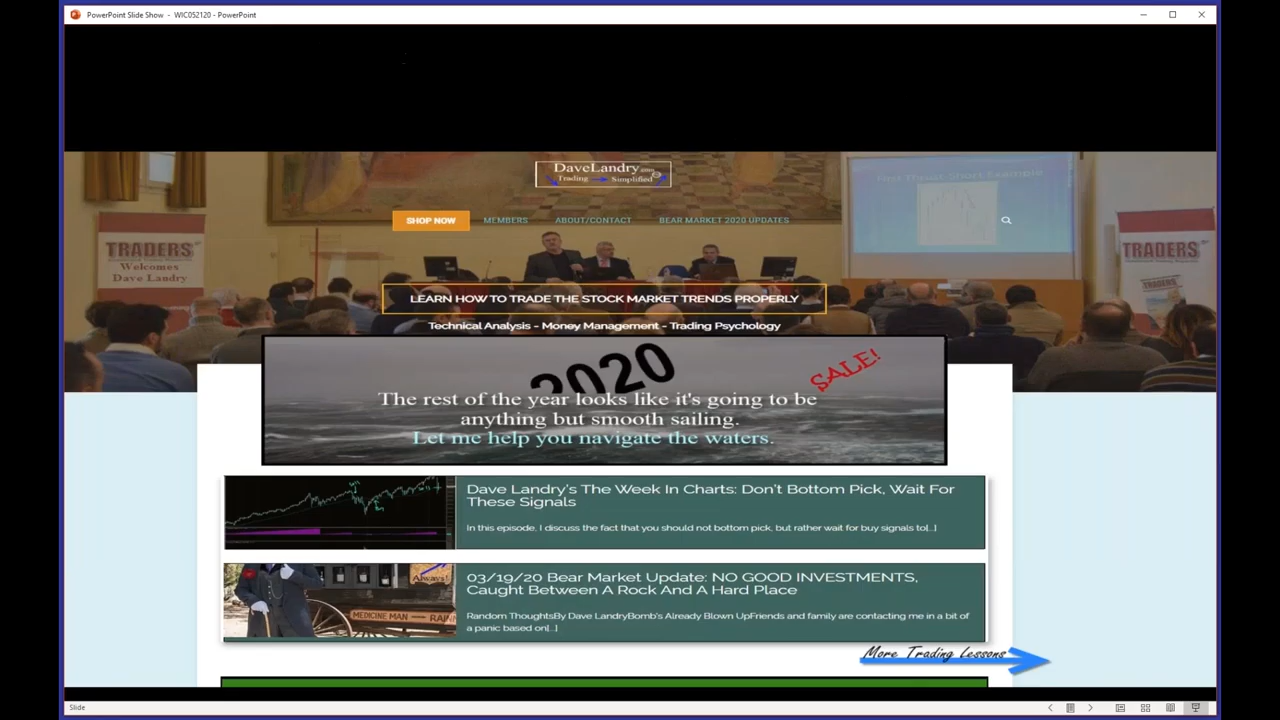 PowerPoint Slide Show - WIC052120 - PowerPoint
DaveLandry.com
Trading Simplified
Fast Thrust Short Example
SHOP NOW MEMBERS ABOUT/CONTACT BEAR MARKET 2020 UPDATES
TRADERS'
Welcomes
Dave Landry
TRADERS'
LEARN HOW TO TRADE THE STOCK MARKET TRENDS PROPERLY
Technical Analysis - Money Management - Trading Psychology
2020
SALE!
The rest of the year looks like it's going to be
anything but smooth sailing.
Let me help you navigate the waters.
Dave Landry's The Week In Charts: Don't Bottom Pick, Wait For
These Signals
In this episode, I discuss the fact that you should not bottom pick, but rather wait for buy signals to[...]
Always!
MEDICINE MAN — RAIN
03/19/20 Bear Market Update: NO GOOD INVESTMENTS,
Caught Between A Rock And A Hard Place
Random ThoughtsBy Dave LandryBomb's Already Blown UpFriends and family are contacting me in a bit of
a panic based on[...]
More Trading Lessons
Slide